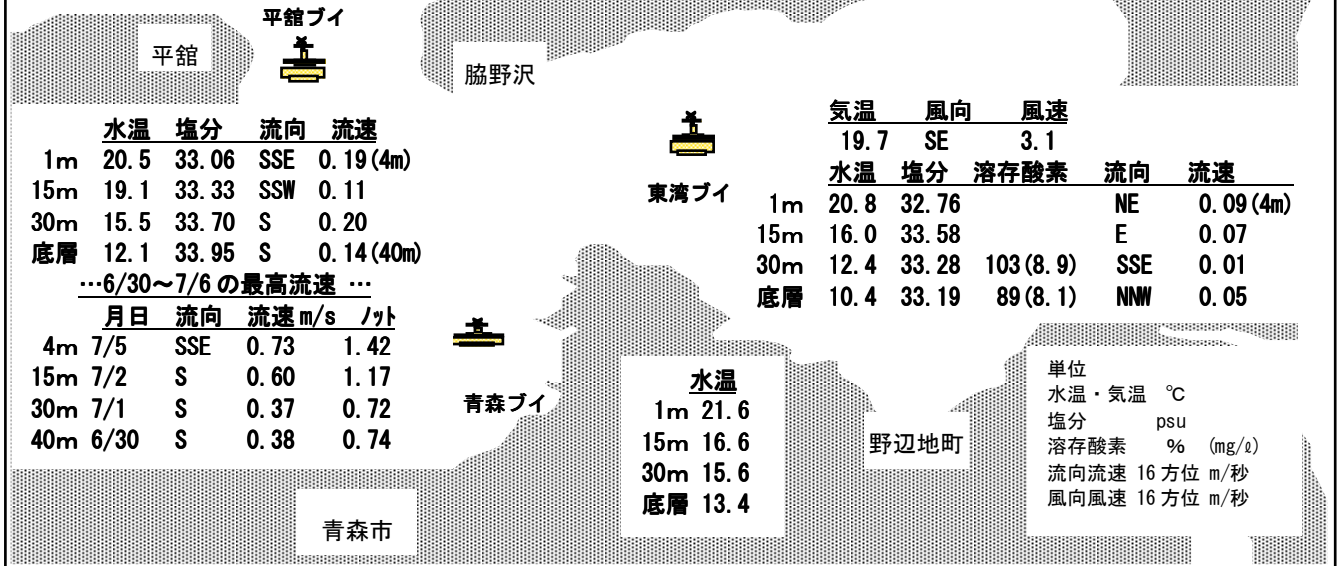 平舘ブイ
平舘
脇野沢
水温 塩分 流向 流速
1m 20.5 33.06 SSE 0.19(4m)
15m 19.1 33.33 SSW 0.11
30m 15.5 33.70 S 0.20
底層 12.1 33.95 S 0.14(40m)
…6/30～7/6の最高流速…
月日 流向 流速m/s ノット
4m 7/5 SSE 0.73 1.42
15m 7/2 S 0.60 1.17
30m 7/1 S 0.37 0.72
40m 6/30 S 0.38 0.74
東湾ブイ
気温 風向 風速
19.7 SE 3.1
水温 塩分 溶存酸素 流向 流速
1m 20.8 32.76 NE 0.09(4m)
15m 16.0 33.58 E 0.07
30m 12.4 33.28 103(8.9) SSE 0.01
底層 10.4 33.19 89(8.1) NNW 0.05
青森ブイ
水温
1m 21.6
15m 16.6
30m 15.6
底層 13.4
野辺地町
単位
水温・気温 ℃
塩分 psu
溶存酸素 % (mg/ℓ)
流向流速 16方位 m/秒
風向風速 16方位 m/秒
青森市